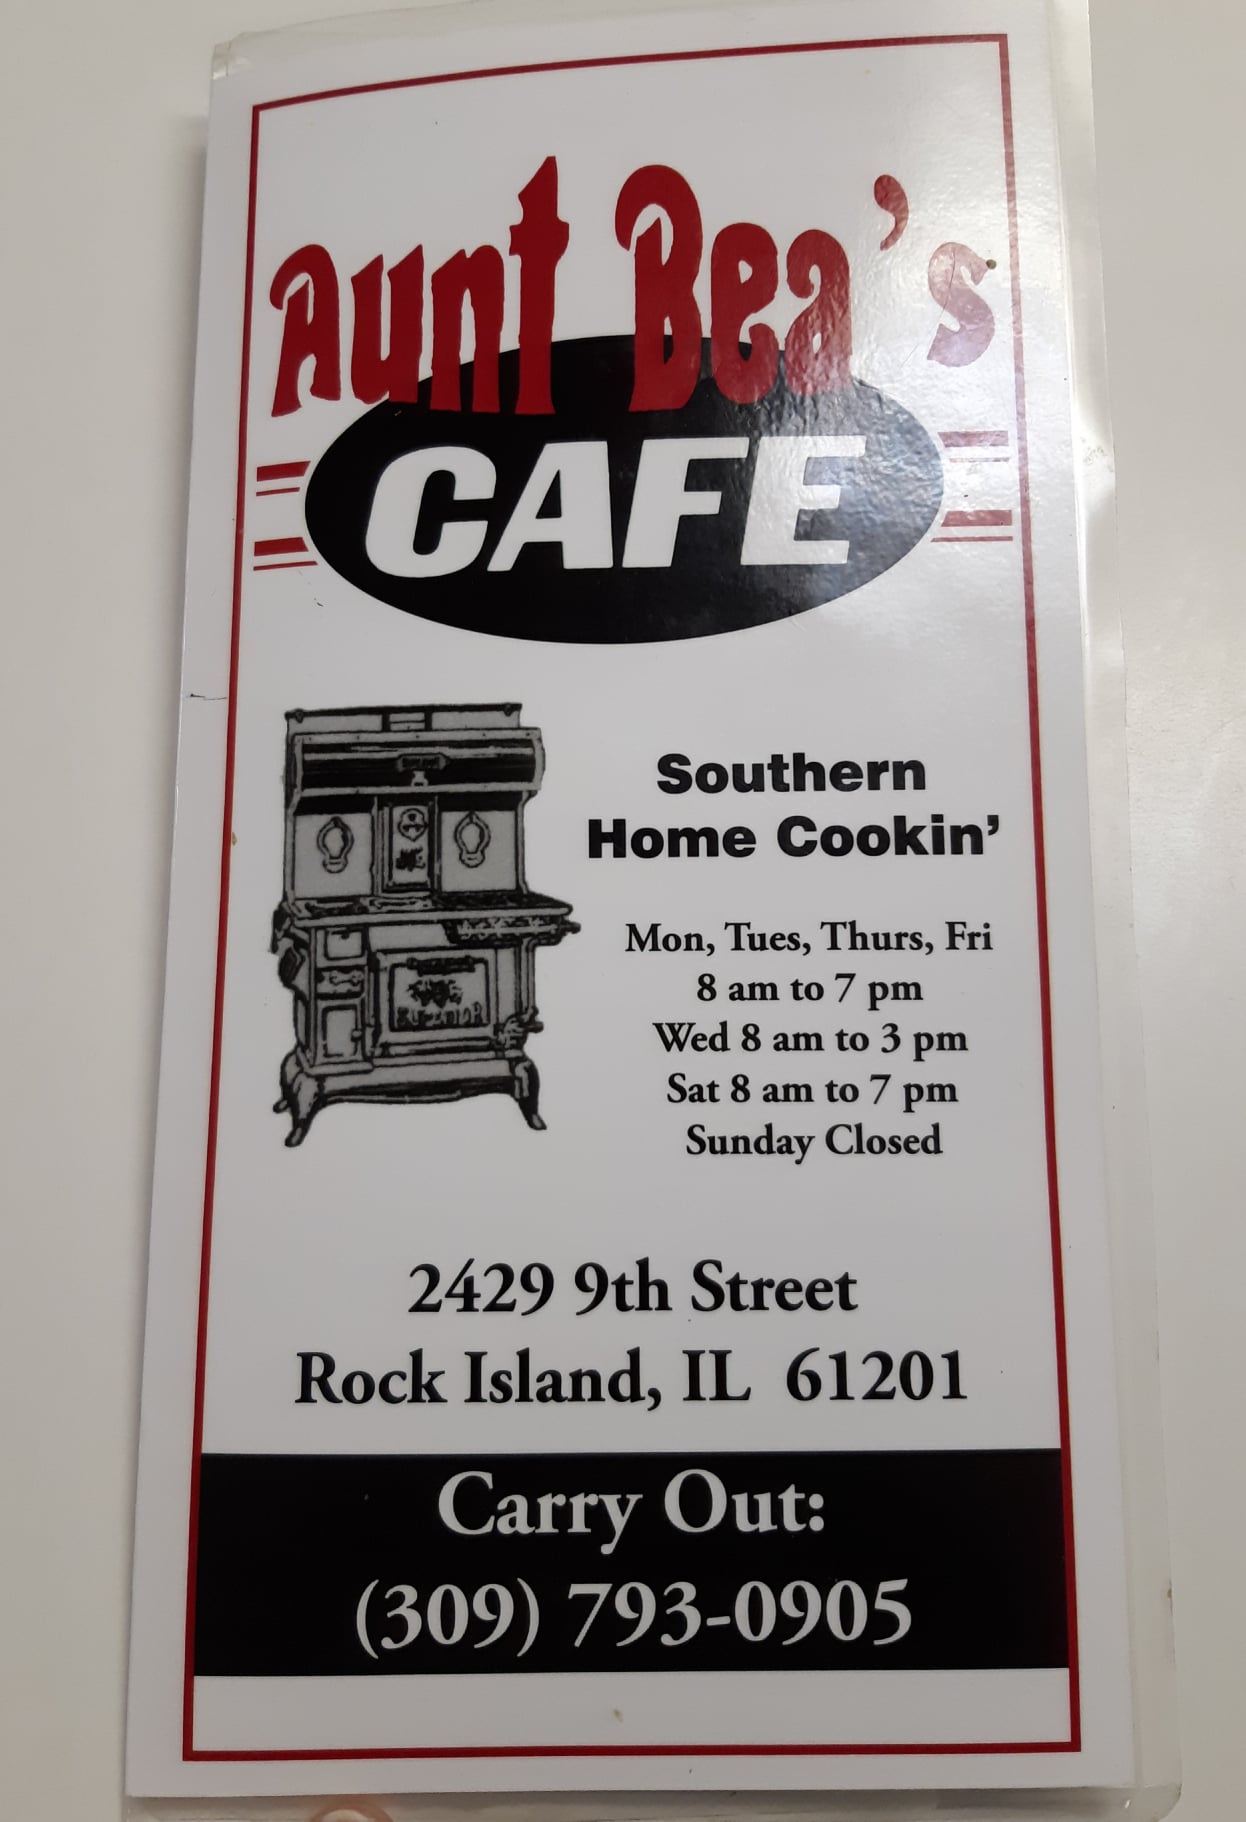 Aunt Bea's
CAFE
Southern
Home Cookin'
Mon, Tues, Thurs, Fri
8 am to 7 pm
Wed 8 am to 3 pm
Sat 8 am to 7 pm
Sunday Closed
SUPERIOR
2429 9th Street
Rock Island, IL 61201
Carry Out:
(309) 793-0905